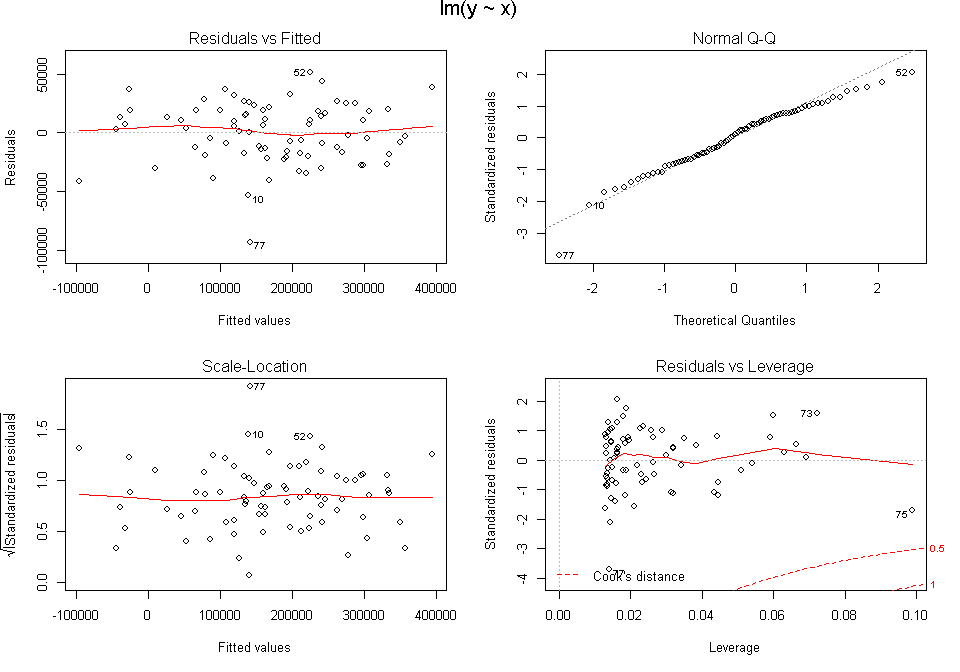 lm(y ~ x)
Residuals vs Fitted
Residuals
50000
0
-50000
-100000
52
10
77
-100000 0 100000 200000 300000 400000
Fitted values
Normal Q-Q
Standardized residuals
2
1
0
-1
-2
-3
52
10
77
-2 -1 0 1 2
Theoretical Quantiles
Scale-Location
√|Standardized residuals|
1.5
1.0
0.5
0.0
77
10
52
-100000 0 100000 200000 300000 400000
Fitted values
Residuals vs Leverage
Standardized residuals
2
1
0
-1
-2
-3
-4
73
75
77
0.5
1
Cook's distance
0.00 0.02 0.04 0.06 0.08 0.10
Leverage